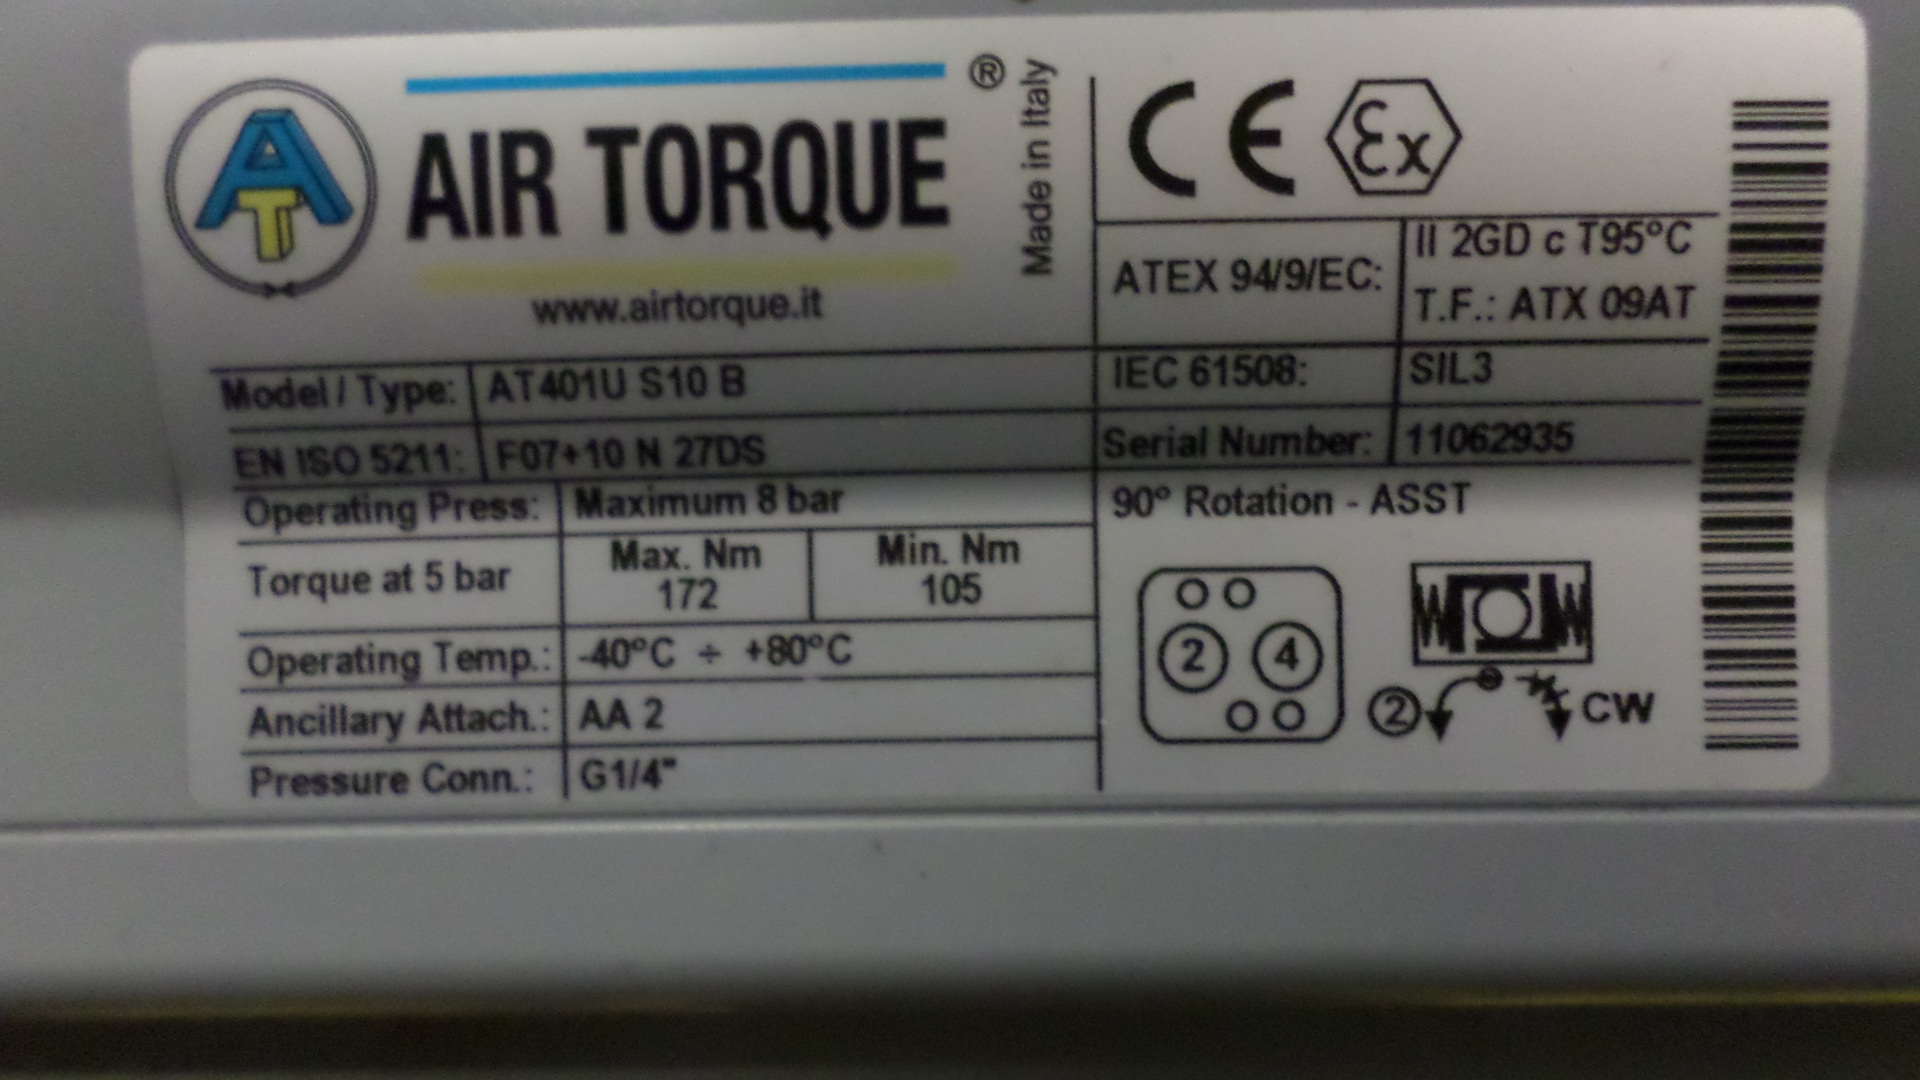 AT
AIR TORQUE ®
Made in Italy
www.airtorque.it
CE Ex
ATEX 94/9/EC: II 2GD c T95°C
T.F.: ATX 09AT
Model / Type: AT401U S10 B
IEC 61508: SIL3
EN ISO 5211: F07+10 N 27DS
Serial Number: 11062935
Operating Press: Maximum 8 bar
Torque at 5 bar
Max. Nm Min. Nm
172 105
Operating Temp.: -40°C ÷ +80°C
Ancillary Attach.: AA 2
Pressure Conn.: G1/4"
90° Rotation - ASST
2 4
2 CW